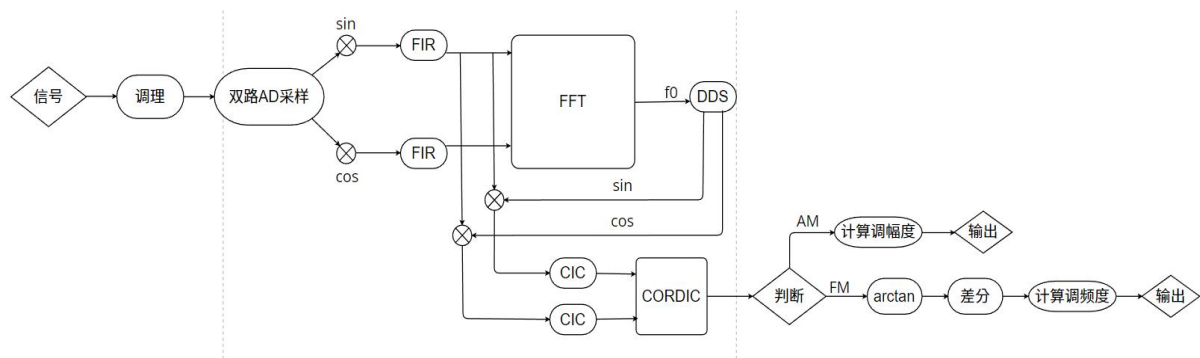 信号
调理
双路AD采样
sin
cos
FIR
FIR
FFT
f0
DDS
sin
cos
CIC
CIC
CORDIC
判断
AM
计算调幅度
输出
FM
arctan
差分
计算调频度
输出